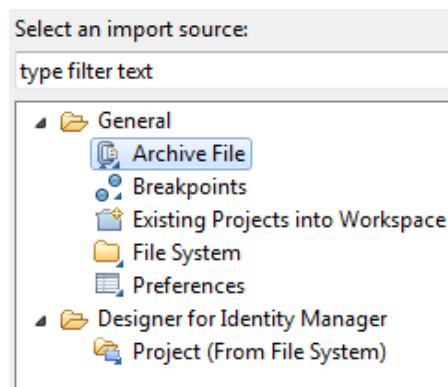 Select an import source:
type filter text
General
Archive File
Breakpoints
Existing Projects into Workspace
File System
Preferences
Designer for Identity Manager
Project (From File System)